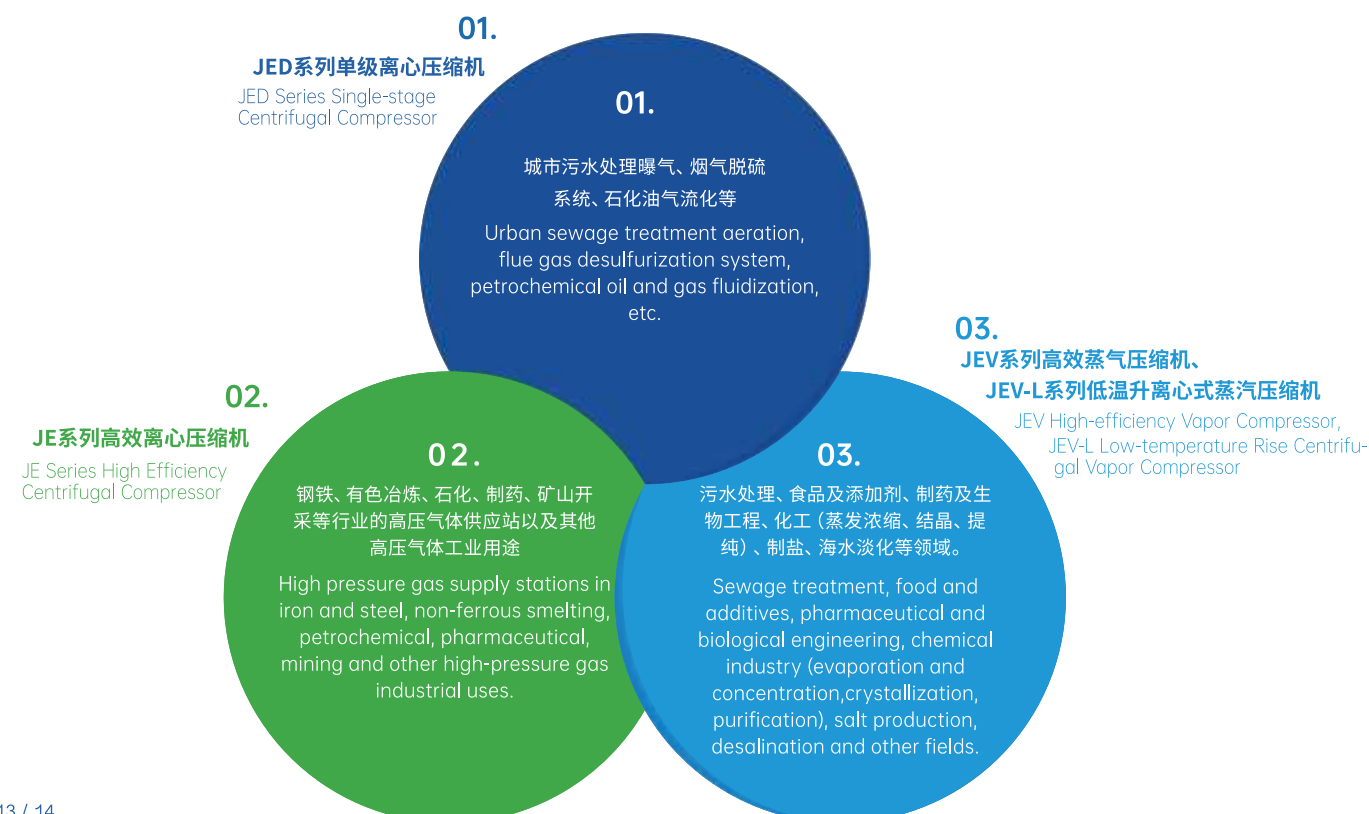 01.
JED系列单级离心压缩机
JED Series Single-stage
Centrifugal Compressor
01.
城市污水处理曝气、烟气脱硫
系统、石化油气流化等
Urban sewage treatment aeration,
flue gas desulfurization system,
petrochemical oil and gas fluidization,
etc.
02.
JE系列高效离心压缩机
JE Series High Efficiency
Centrifugal Compressor
02.
钢铁、有色冶炼、石化、制药、矿山开
采等行业的高压气体供应站以及其他
高压气体工业用途
High pressure gas supply stations in
iron and steel, non-ferrous smelting,
petrochemical, pharmaceutical,
mining and other high-pressure gas
industrial uses.
03.
JEV系列高效蒸气压缩机、
JEV-L系列低温升离心式蒸汽压缩机
JEV High-efficiency Vapor Compressor,
JEV-L Low-temperature Rise Centrifu-
gal Vapor Compressor
03.
污水处理、食品及添加剂、制药及生
物工程、化工（蒸发浓缩、结晶、提
纯）、制盐、海水淡化等领域。
Sewage treatment, food and
additives, pharmaceutical and
biological engineering, chemical
industry (evaporation and
concentration,crystallization,
purification), salt production,
desalination and other fields.
13 / 14